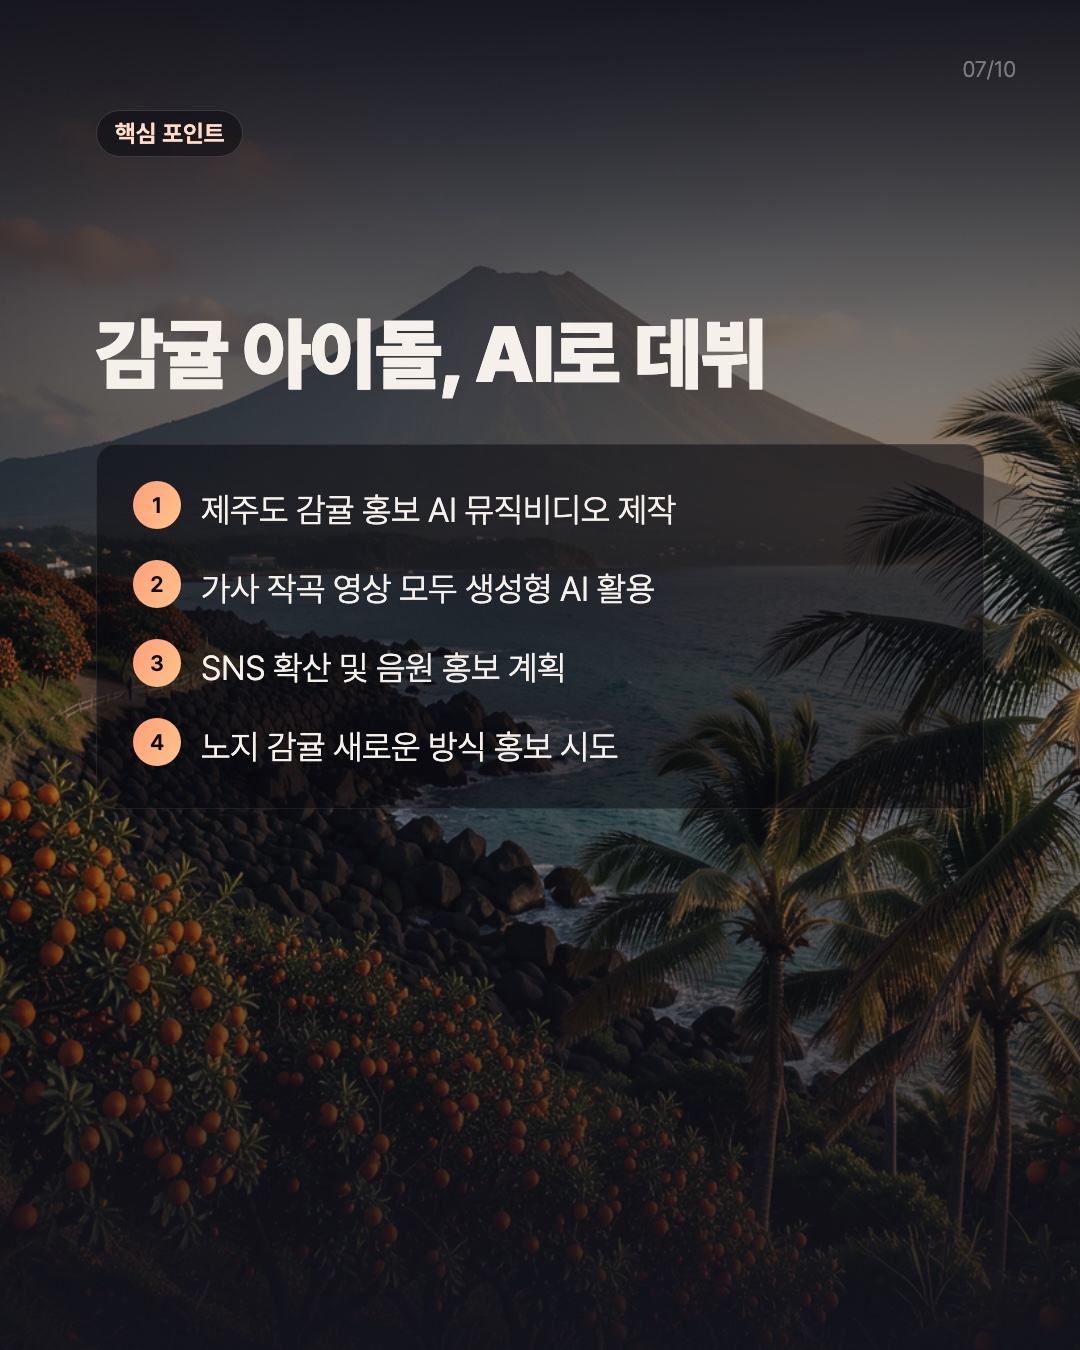 07/10
핵심 포인트
감귤 아이돌, AI로 데뷔
1 제주도 감귤 홍보 AI 뮤직비디오 제작
2 가사 작곡 영상 모두 생성형 AI 활용
3 SNS 확산 및 음원 홍보 계획
4 노지 감귤 새로운 방식 홍보 시도